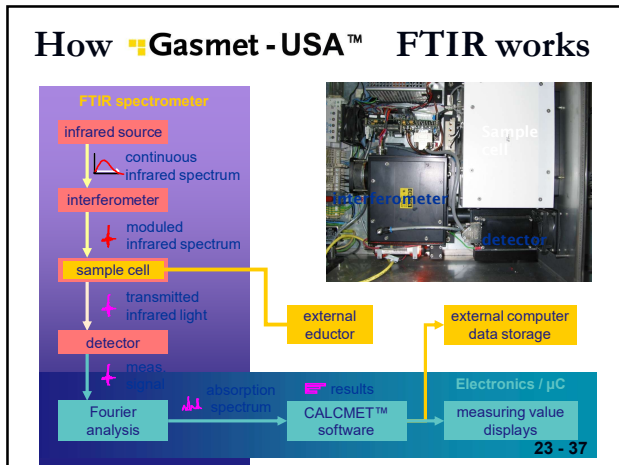 How Gasmet - USA™ FTIR works
FTIR spectrometer
infrared source
continuous
infrared spectrum
interferometer
moduled
infrared spectrum
sample cell
transmitted
infrared light
detector
meas.
signal
Fourier
analysis
absorption
spectrum
Sample
cell
interferometer
detector
external
eductor
external computer
data storage
results
Electronics / µC
CALCMET™
software
measuring value
displays
23 - 37